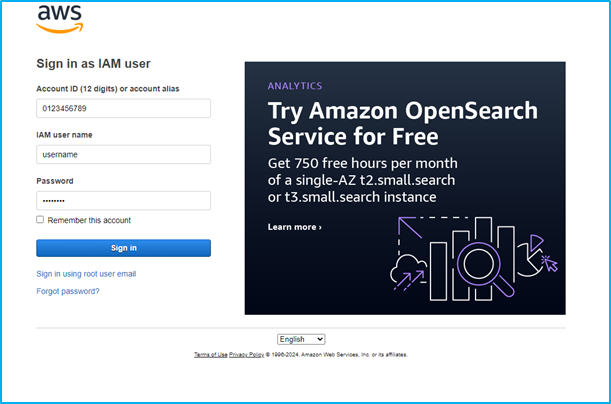 aws
Sign in as IAM user
Account ID (12 digits) or account alias
0123456789
IAM user name
username
Password
••••••••
Remember this account
Sign in
Sign in using root user email
Forgot password?
ANALYTICS
Try Amazon OpenSearch
Service for Free
Get 750 free hours per month
of a single-AZ t2.small.search
or t3.small.search instance
Learn more ›
English
Terms of Use Privacy Policy © 1996-2024, Amazon Web Services, Inc. or its affiliates.